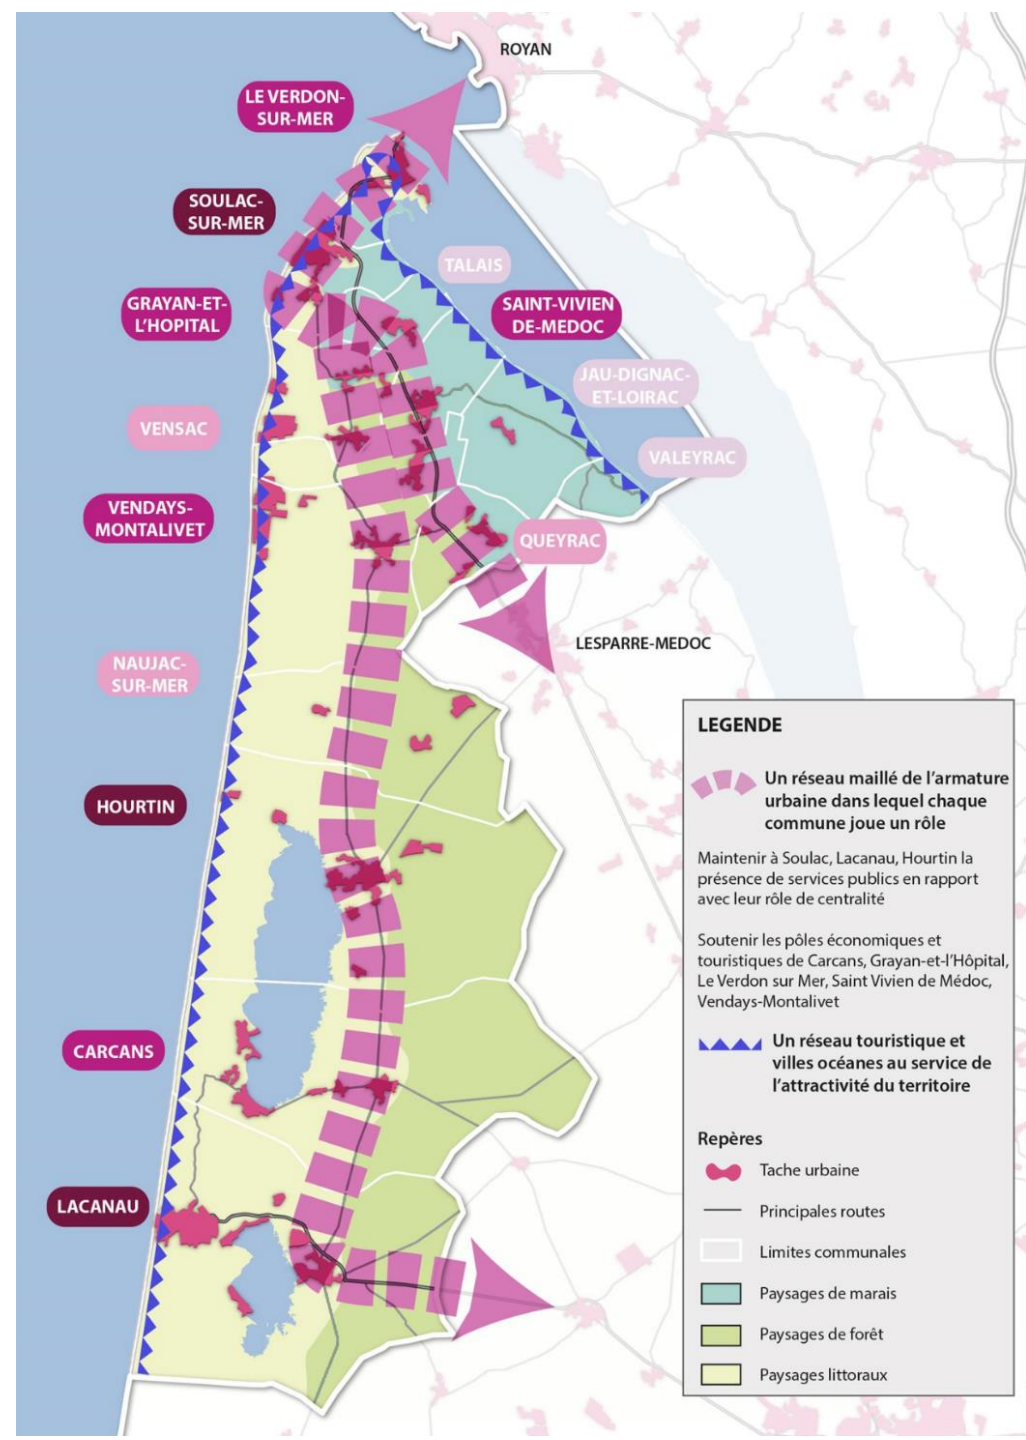 ROYAN
LE VERDON-
SUR-MER
SOULAC-
SUR-MER
TALAIS
GRAYAN-ET-
L'HOPITAL
SAINT-VIVIEN
DE-MEDOC
JAU-DIGNAC-
ET-LOIRAC
VENSAC
VALEYRAC
VENDAYS-
MONTALIVET
QUEYRAC
LESPARRE-MEDOC
NAUJAC-
SUR-MER
HOURTIN
CARCANS
LACANAU
LEGENDE
Un réseau maillé de l'armature
urbaine dans lequel chaque
commune joue un rôle
Maintenir à Soulac, Lacanau, Hourtin la
présence de services publics en rapport
avec leur rôle de centralité
Soutenir les pôles économiques et
touristiques de Carcans, Grayan-et-l'Hôpital,
Le Verdon sur Mer, Saint Vivien de Médoc,
Vendays-Montalivet
Un réseau touristique et
villes océanes au service de
l'attractivité du territoire
Repères
Tache urbaine
Principales routes
Limites communales
Paysages de marais
Paysages de forêt
Paysages littoraux